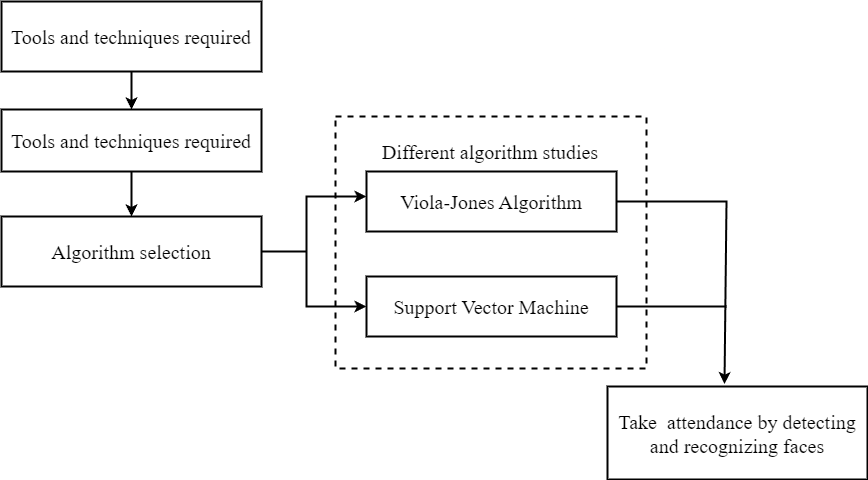 Tools and techniques required
Tools and techniques required
Algorithm selection
Different algorithm studies
Viola-Jones Algorithm
Support Vector Machine
Take attendance by detecting
and recognizing faces